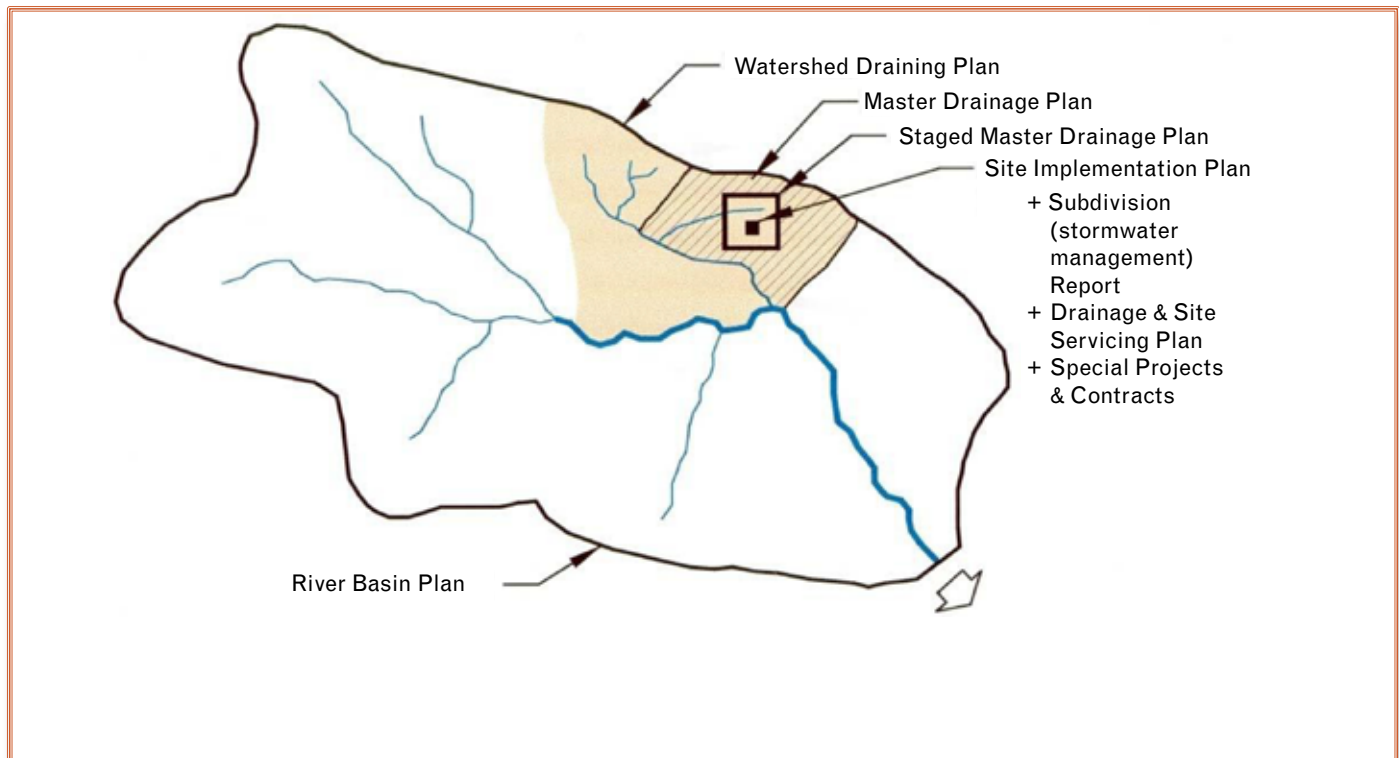 Watershed Draining Plan
Master Drainage Plan
Staged Master Drainage Plan
Site Implementation Plan
+ Subdivision
(stormwater
management)
Report
+ Drainage & Site
Servicing Plan
+ Special Projects
& Contracts
River Basin Plan